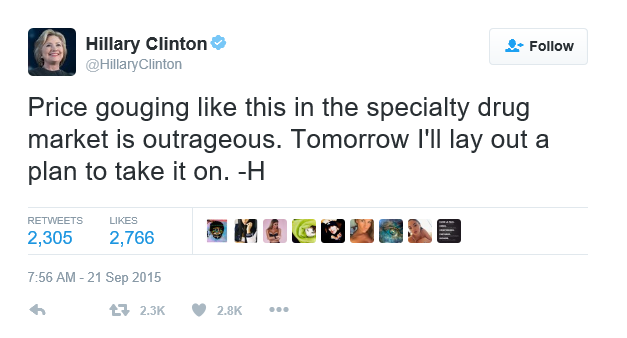 Hillary Clinton
@HillaryClinton
Follow
Price gouging like this in the specialty drug
market is outrageous. Tomorrow I'll lay out a
plan to take it on. -H
RETWEETS LIKES
2,305 2,766
7:56 AM - 21 Sep 2015
2.3K 2.8K